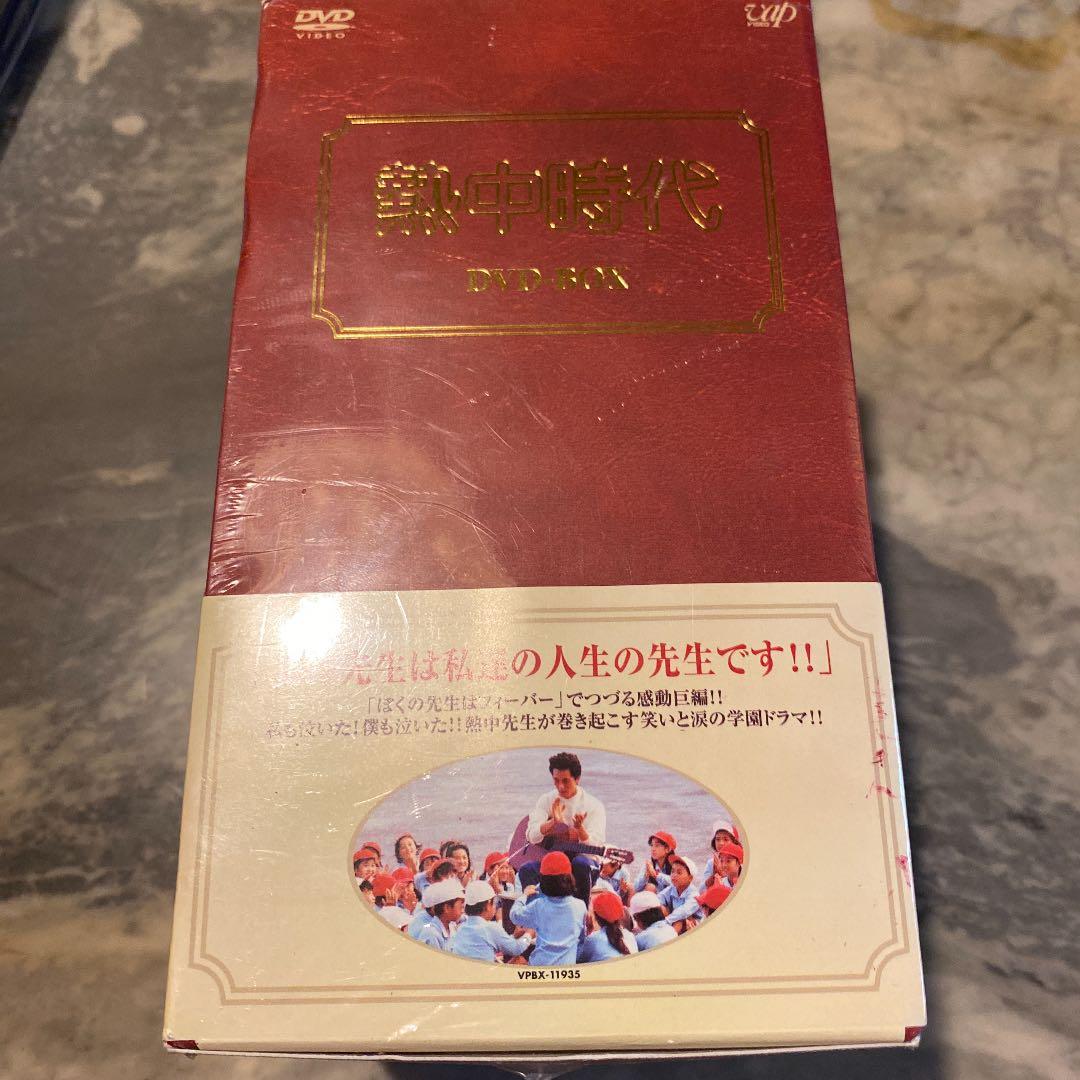 DVD
VIDEO
vap
VIDEO
熱中時代
DVD-BOX
先生は私達の人生の先生です!!」
「ぼくの先生はフィーバー」でつづる感動巨編!!
私も泣いた!僕も泣いた!!熱中先生が巻き起こす笑いと涙の学園ドラマ!!
VPBX-11935